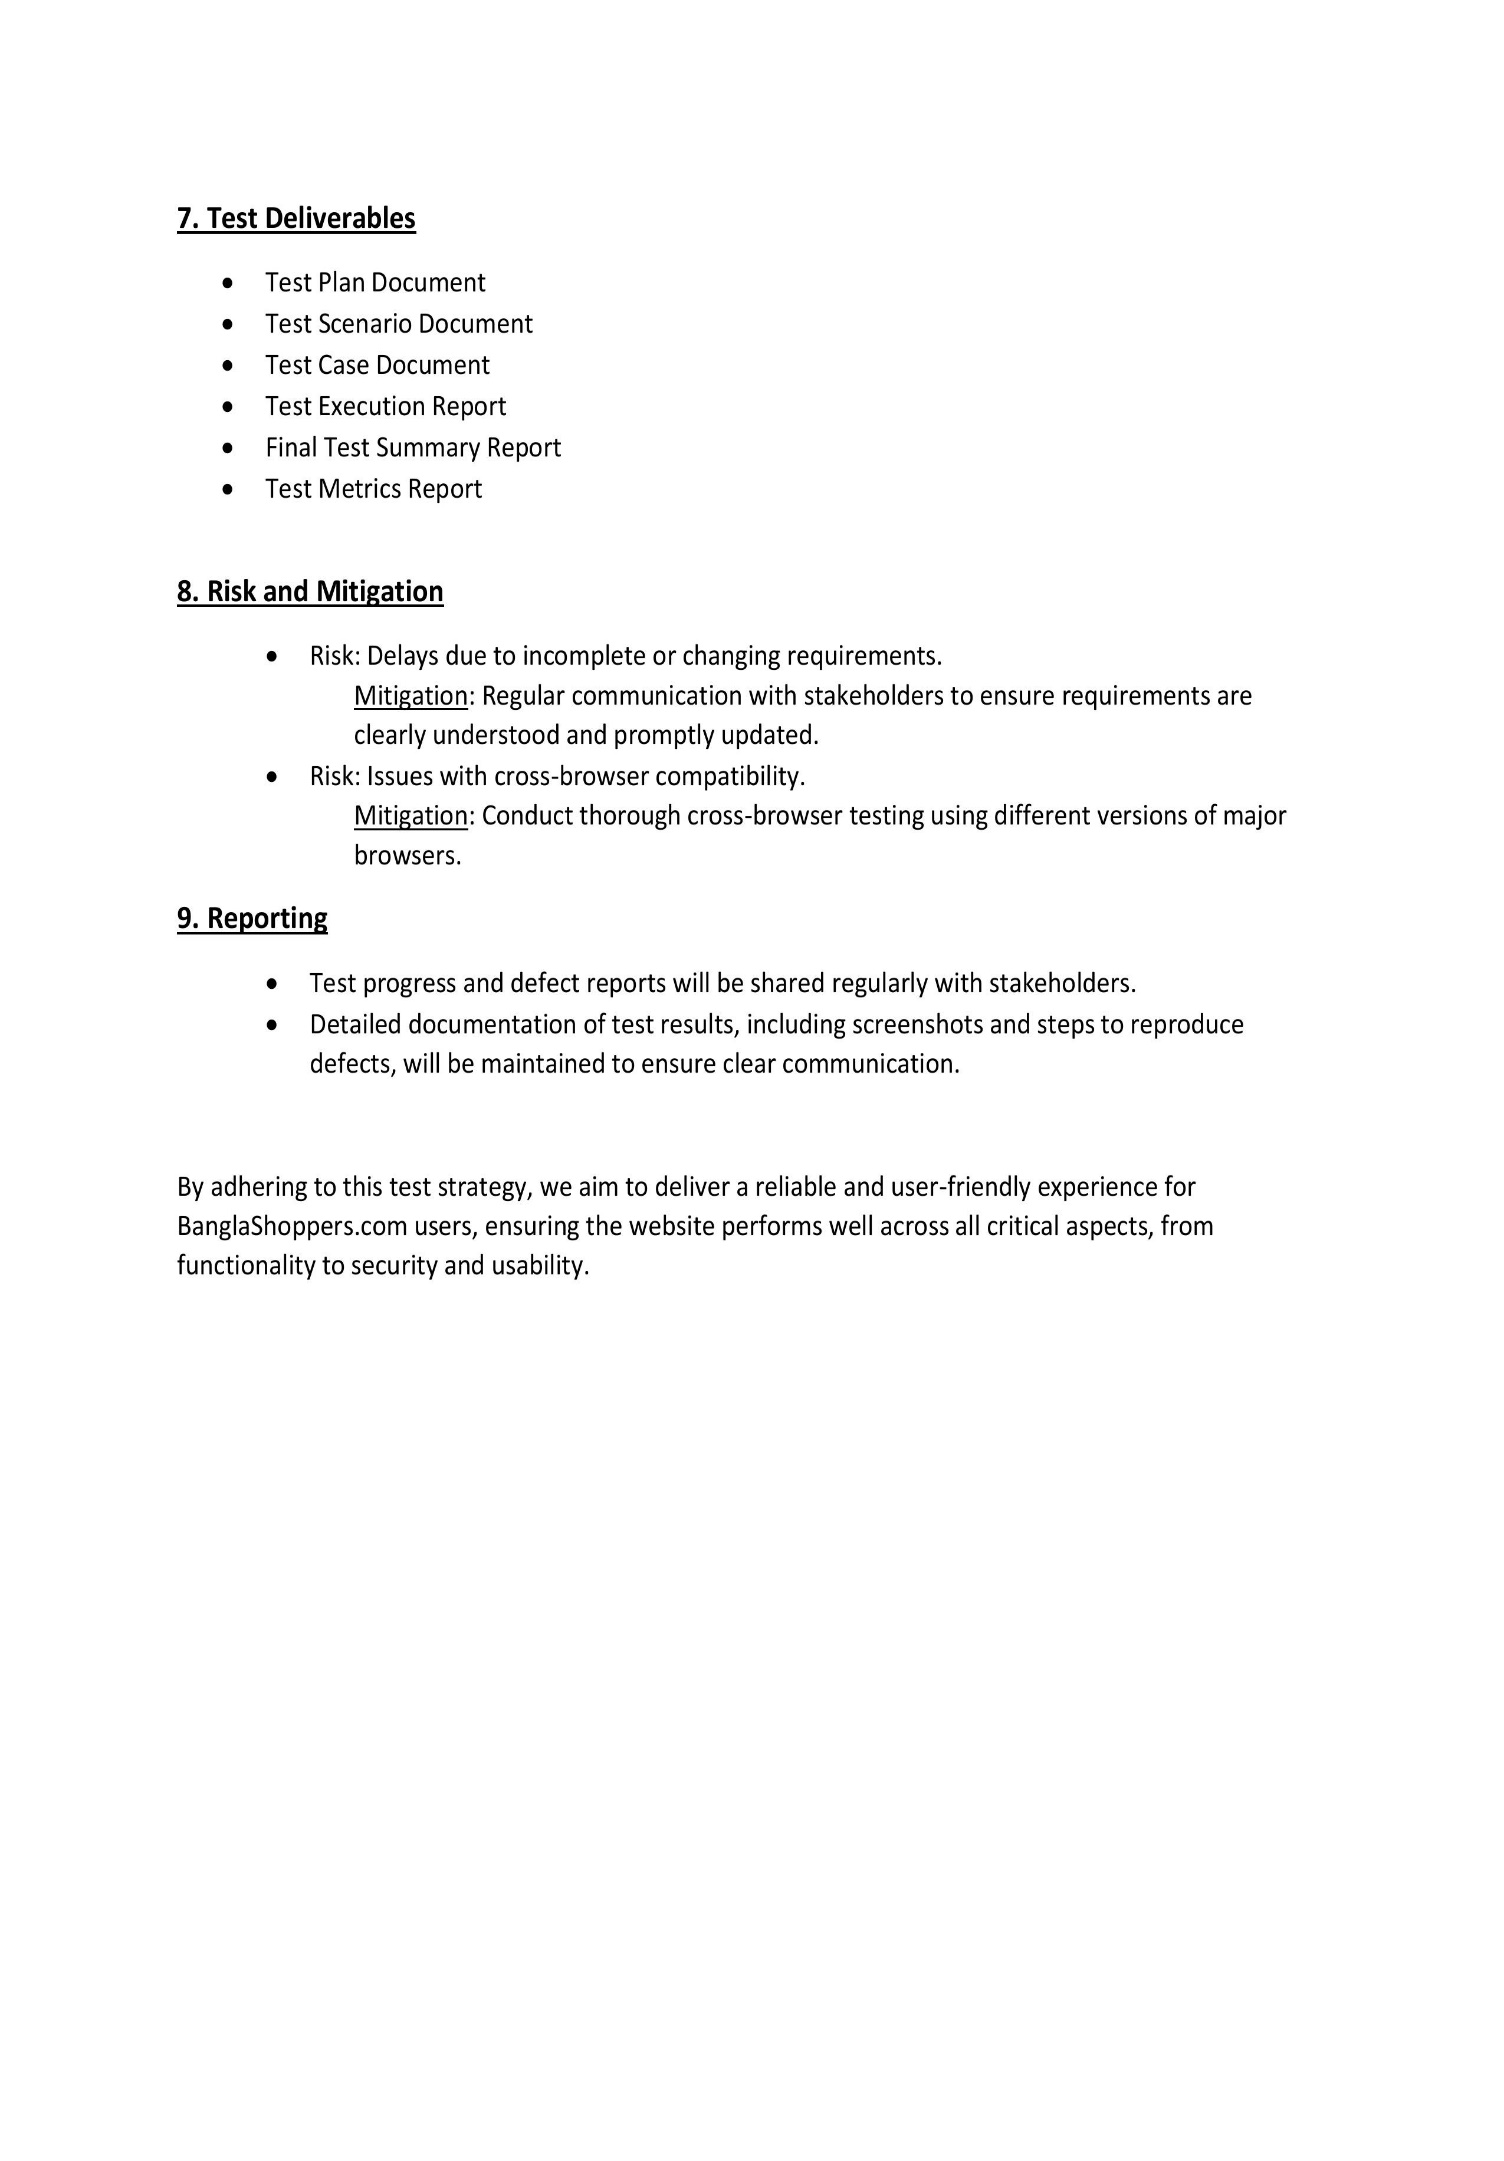 7. Test Deliverables
• Test Plan Document
• Test Scenario Document
• Test Case Document
• Test Execution Report
• Final Test Summary Report
• Test Metrics Report
8. Risk and Mitigation
• Risk: Delays due to incomplete or changing requirements.
Mitigation: Regular communication with stakeholders to ensure requirements are
clearly understood and promptly updated.
• Risk: Issues with cross-browser compatibility.
Mitigation: Conduct thorough cross-browser testing using different versions of major
browsers.
9. Reporting
• Test progress and defect reports will be shared regularly with stakeholders.
• Detailed documentation of test results, including screenshots and steps to reproduce
defects, will be maintained to ensure clear communication.
By adhering to this test strategy, we aim to deliver a reliable and user-friendly experience for
BanglaShoppers.com users, ensuring the website performs well across all critical aspects, from
functionality to security and usability.